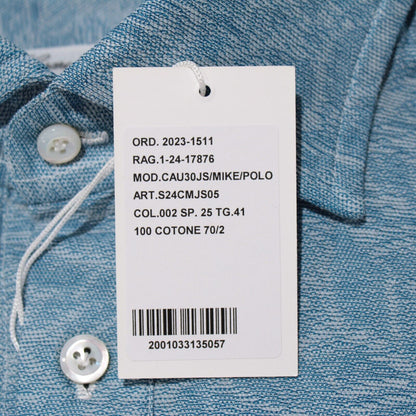 ORD. 2023-1511
RAG.1-24-17876
MOD.CAU30JS/MIKE/POLO
ART.S24CMJS05
COL.002 SP. 25 TG.41
100 COTONE 70/2
2001033135057